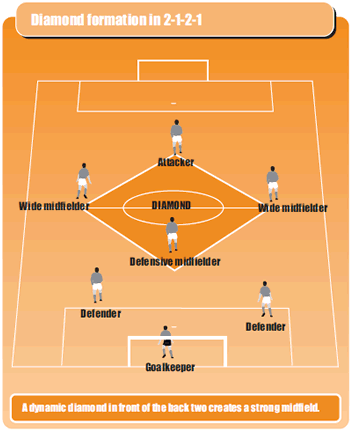 Diamond formation in 2-1-2-1
Attacker
Wide midfielder
DIAMOND
Wide midfielder
Defensive midfielder
Defender
Defender
Goalkeeper
A dynamic diamond in front of the back two creates a strong midfield.